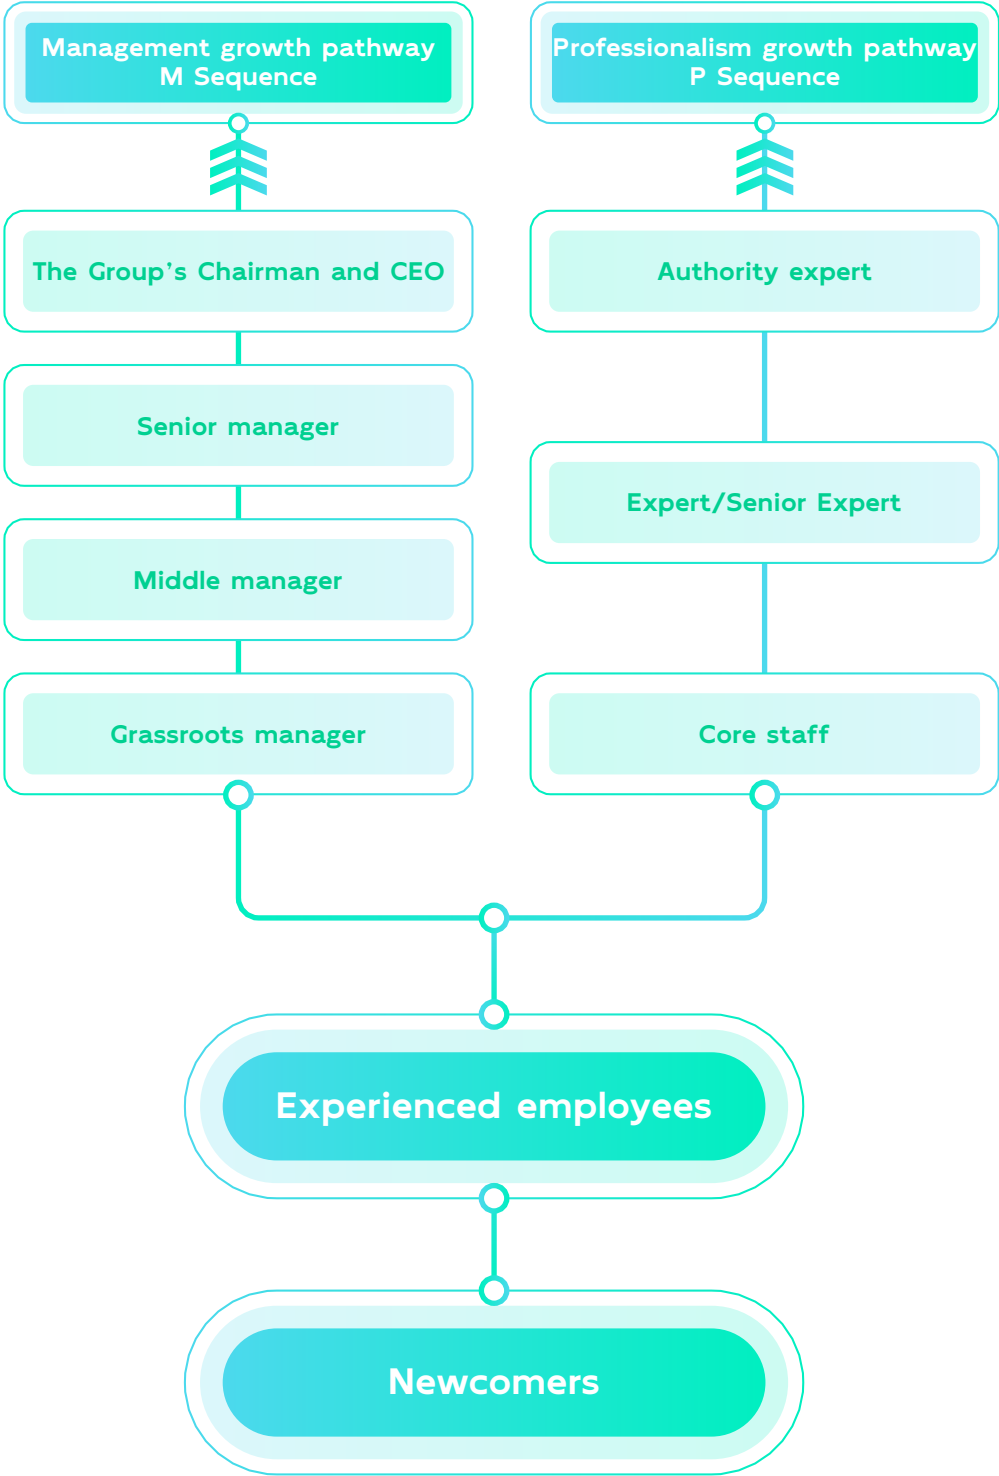 Management growth pathway
M Sequence
Professionalism growth pathway
P Sequence
The Group's Chairman and CEO
Authority expert
Senior manager
Expert/Senior Expert
Middle manager
Grassroots manager
Core staff
Experienced employees
Newcomers